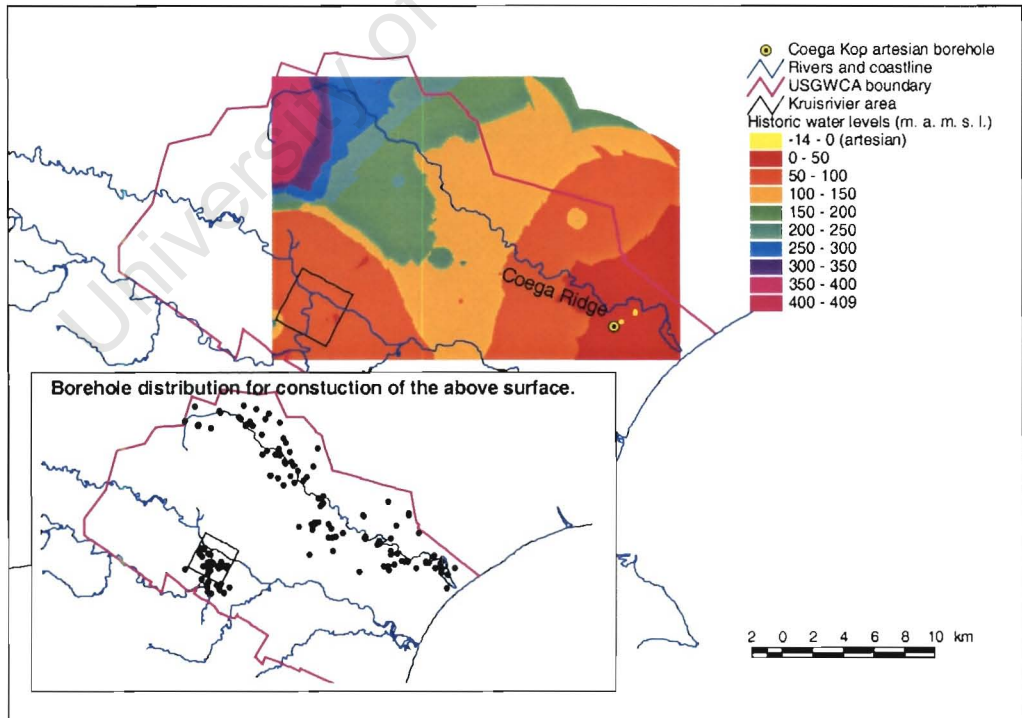 University of
Coega Kop artesian borehole
Rivers and coastline
USGWCA boundary
Kruisrivier area
Historic water levels (m. a. m. s. l.)
-14 - 0 (artesian)
0 - 50
50 - 100
100 - 150
150 - 200
200 - 250
250 - 300
300 - 350
350 - 400
400 - 409
Coega Ridge
Borehole distribution for constuction of the above surface.
2 0 2 4 6 8 10 km